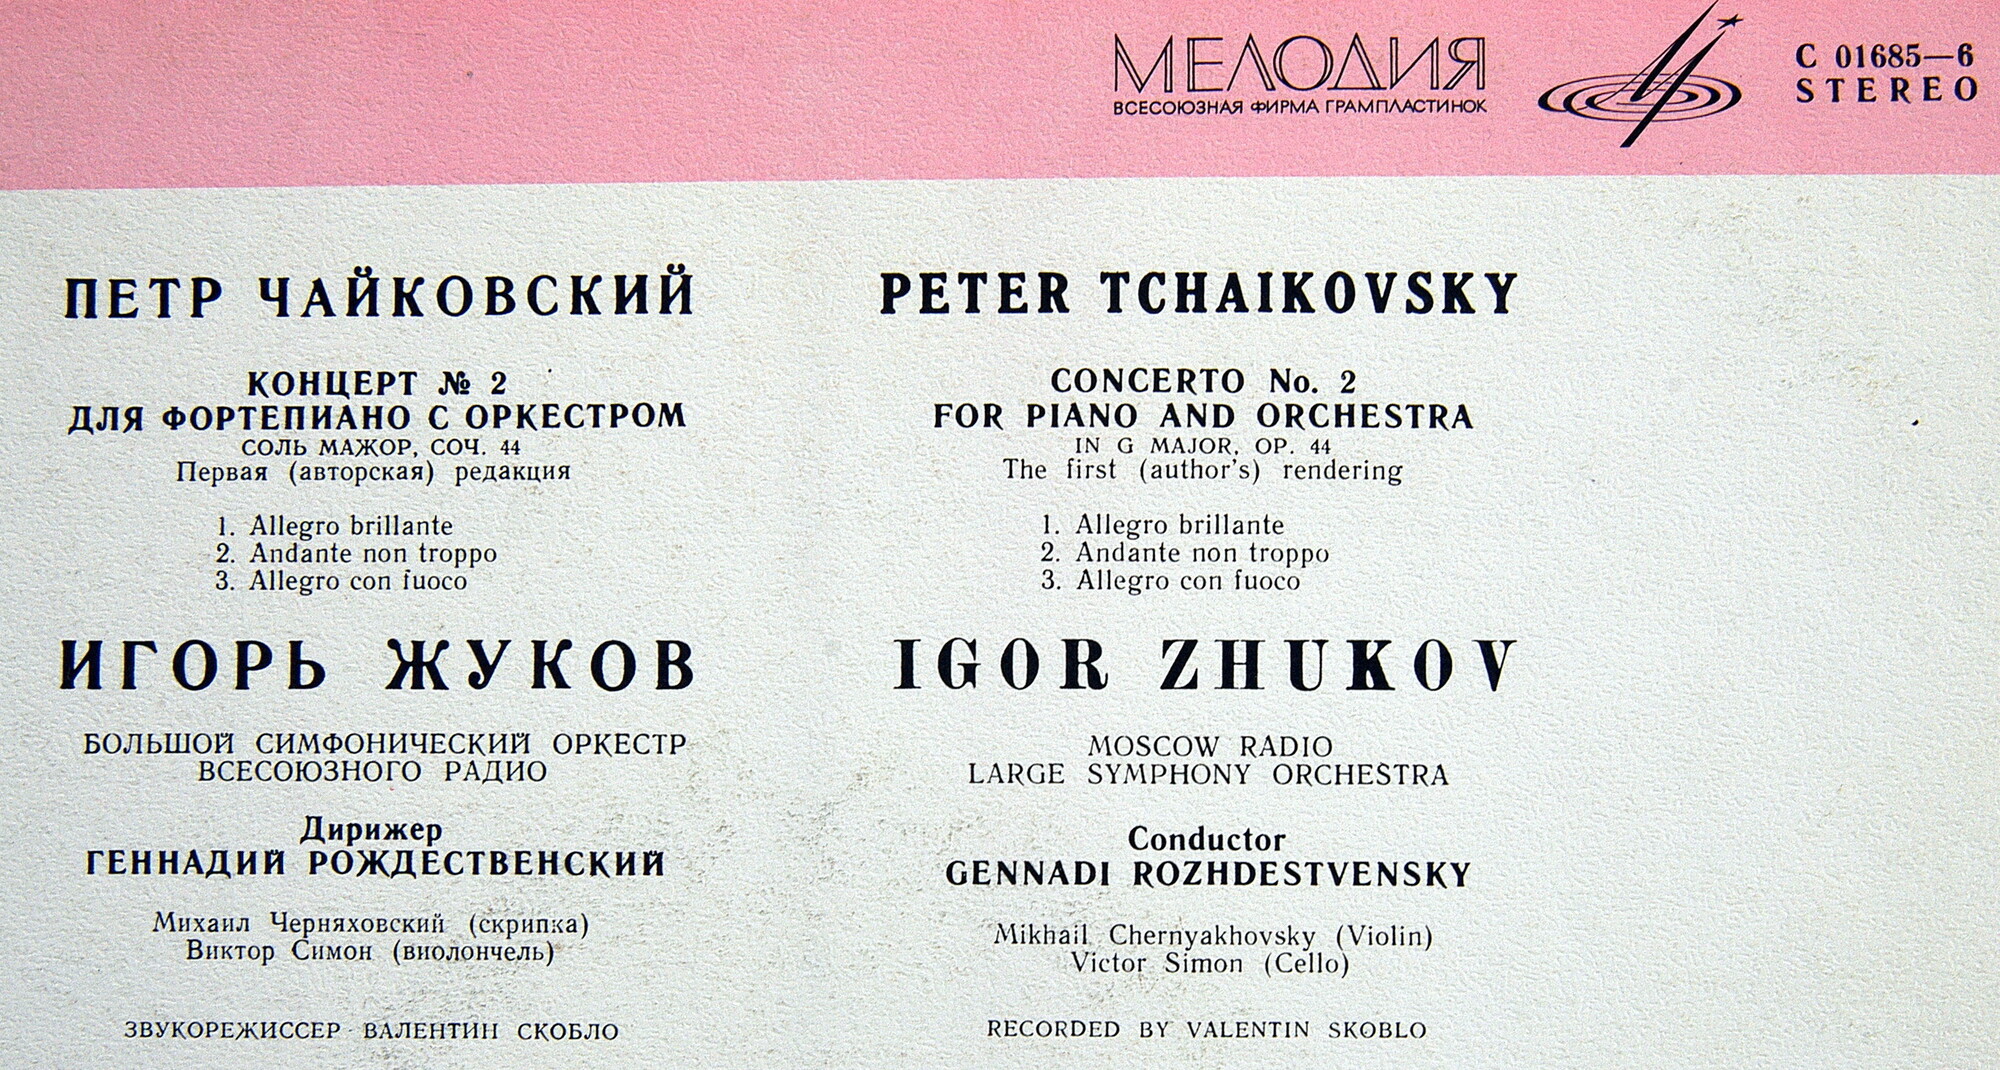 МЕЛОДИЯ
ВСЕСОЮЗНАЯ ФИРМА ГРАМПЛАСТИНОК
С 01685—6
STEREO
ПЕТР ЧАЙКОВСКИЙ
КОНЦЕРТ № 2
ДЛЯ ФОРТЕПИАНО С ОРКЕСТРОМ
СОЛЬ МАЖОР, СОЧ. 44
Первая (авторская) редакция
1. Allegro brillante
2. Andante non troppo
3. Allegro con fuoco
ИГОРЬ ЖУКОВ
БОЛЬШОЙ СИМФОНИЧЕСКИЙ ОРКЕСТР
ВСЕСОЮЗНОГО РАДИО
Дирижер
ГЕННАДИЙ РОЖДЕСТВЕНСКИЙ
Михаил Черняховский (скрипка)
Виктор Симон (виолончель)
ЗВУКОРЕЖИССЕР ВАЛЕНТИН СКОБЛО
PETER TCHAIKOVSKY
CONCERTO No. 2
FOR PIANO AND ORCHESTRA
IN G MAJOR, OP. 44
The first (author's) rendering
1. Allegro brillante
2. Andante non troppo
3. Allegro con fuoco
IGOR ZHUKOV
MOSCOW RADIO
LARGE SYMPHONY ORCHESTRA
Conductor
GENNADI ROZHDESTVENSKY
Mikhail Chernyakhovsky (Violin)
Victor Simon (Cello)
RECORDED BY VALENTIN SKOBLO